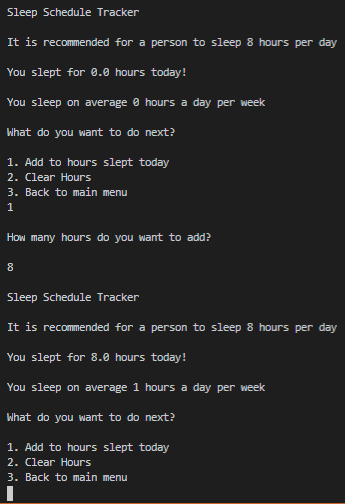 Sleep Schedule Tracker
It is recommended for a person to sleep 8 hours per day
You slept for 0.0 hours today!
You sleep on average 0 hours a day per week
What do you want to do next?
1. Add to hours slept today
2. Clear Hours
3. Back to main menu
1
How many hours do you want to add?
8
Sleep Schedule Tracker
It is recommended for a person to sleep 8 hours per day
You slept for 8.0 hours today!
You sleep on average 1 hours a day per week
What do you want to do next?
1. Add to hours slept today
2. Clear Hours
3. Back to main menu